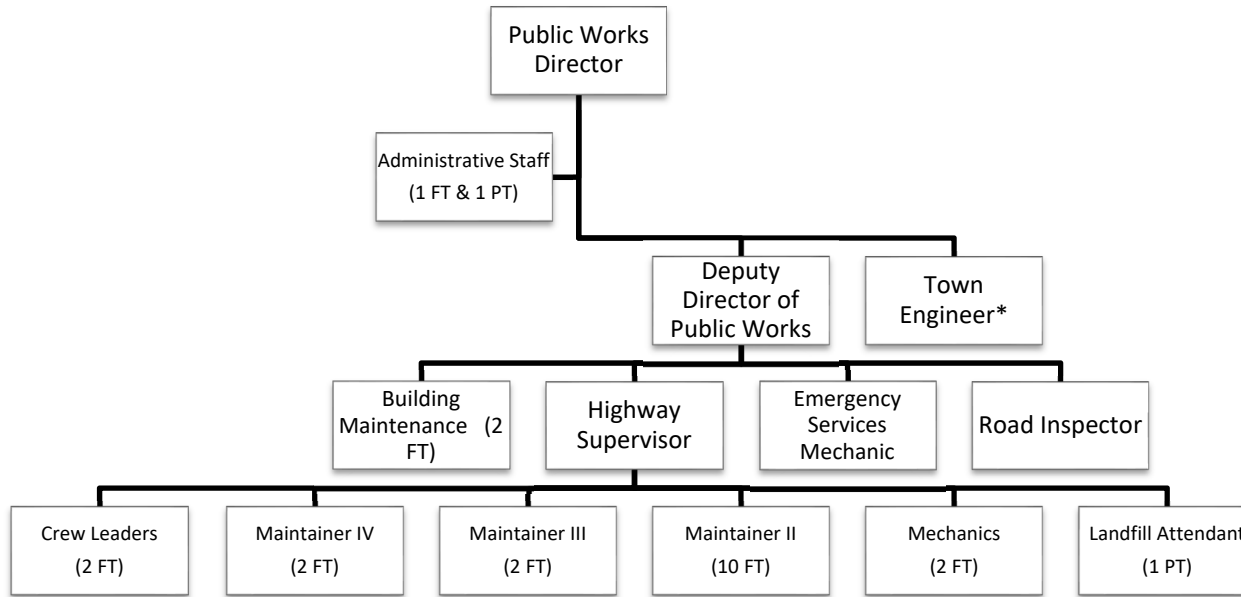 Public Works
Director
Administrative Staff
(1 FT & 1 PT)
Deputy
Director of
Public Works
Town
Engineer*
Building
Maintenance (2
FT)
Highway
Supervisor
Emergency
Services
Mechanic
Road Inspector
Crew Leaders
(2 FT)
Maintainer IV
(2 FT)
Maintainer III
(2 FT)
Maintainer II
(10 FT)
Mechanics
(2 FT)
Landfill Attendant
(1 PT)